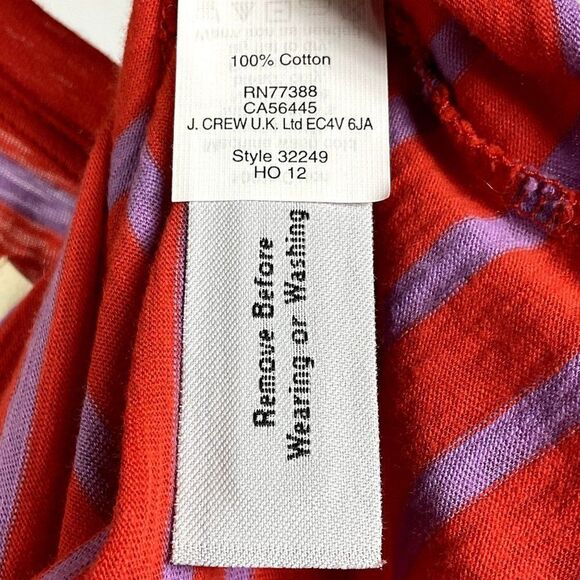 100% Cotton
RN77388
CA56445
J. CREW U.K. Ltd EC4V 6JA
Style 32249
HO 12
Remove Before
Wearing or Washing